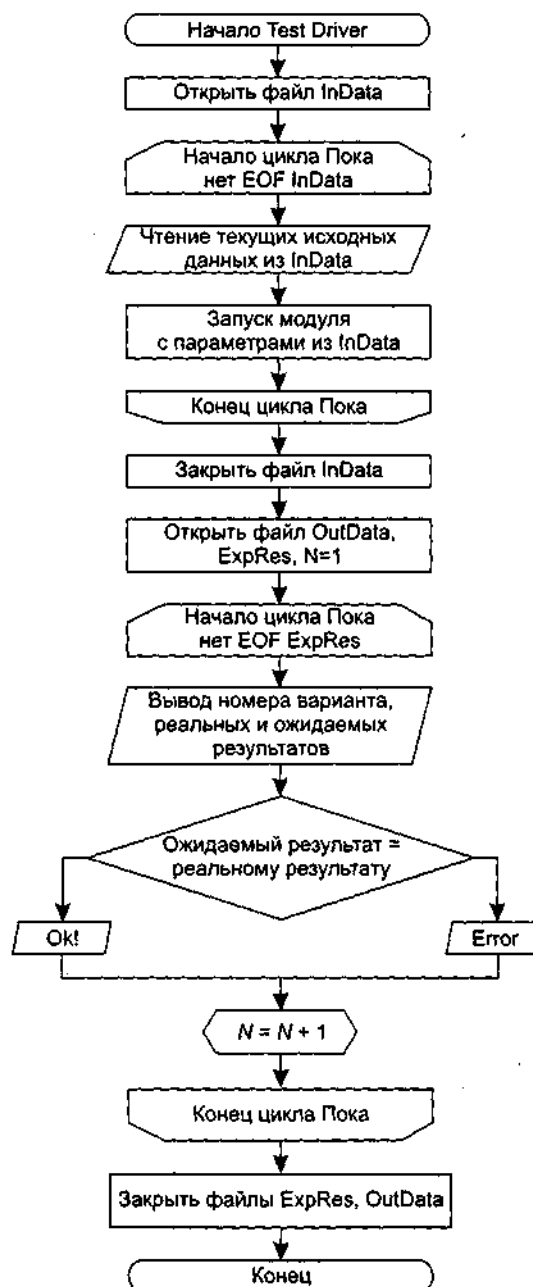 Начало Test Driver
Открыть файл InData
Начало цикла Пока
нет EOF InData
Чтение текущих исходных
данных из InData
Запуск модуля
с параметрами из InData
Конец цикла Пока
Закрыть файл InData
Открыть файл OutData,
ExpRes, N=1
Начало цикла Пока
нет EOF ExpRes
Вывод номера варианта,
реальных и ожидаемых
результатов
Ожидаемый результат =
реальному результату
Ok!
Error
N = N + 1
Конец цикла Пока
Закрыть файлы ExpRes, OutData
Конец